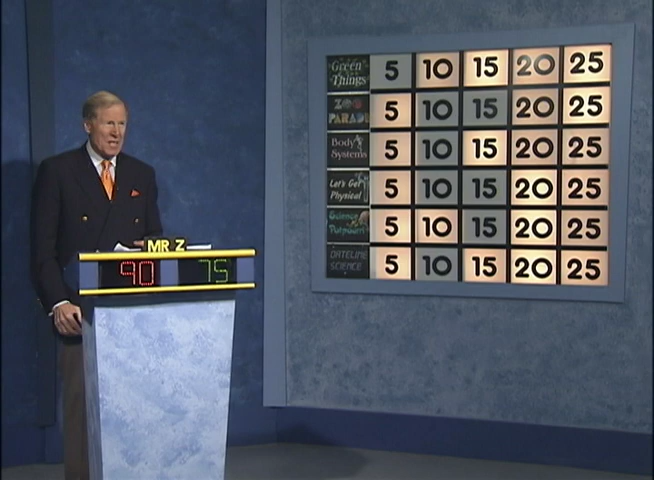 Green
Things
5 10 15 20 25
ZOO
PARADE
5 10 15 20 25
Body
Systems
5 10 15 20 25
Let's Get
Physical
5 10 15 20 25
Science
Potpourri
5 10 15 20 25
DATELINE
SCIENCE
5 10 15 20 25
MR Z
90 75